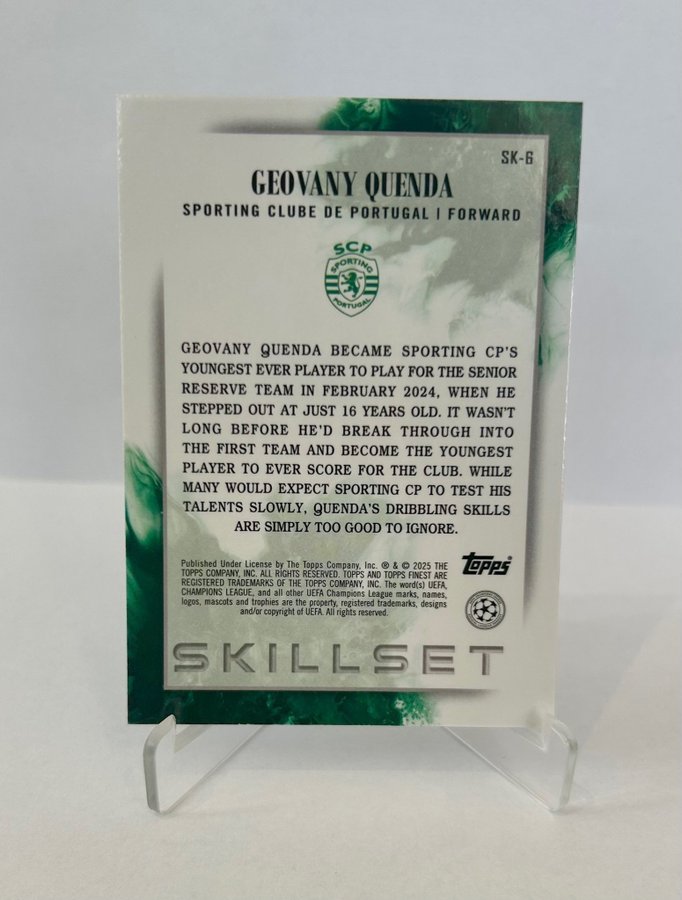 SK-6
GEOVANY QUENDA
SPORTING CLUBE DE PORTUGAL | FORWARD
SCP
SPORTING
PORTUGAL
GEOVANY QUENDA BECAME SPORTING CP'S
YOUNGEST EVER PLAYER TO PLAY FOR THE SENIOR
RESERVE TEAM IN FEBRUARY 2024, WHEN HE
STEPPED OUT AT JUST 16 YEARS OLD. IT WASN'T
LONG BEFORE HE'D BREAK THROUGH INTO
THE FIRST TEAM AND BECOME THE YOUNGEST
PLAYER TO EVER SCORE FOR THE CLUB. WHILE
MANY WOULD EXPECT SPORTING CP TO TEST HIS
TALENTS SLOWLY, QUENDA'S DRIBBLING SKILLS
ARE SIMPLY TOO GOOD TO IGNORE.
Published Under License by The Topps Company, Inc. ® & © 2025 THE
TOPPS COMPANY, INC. ALL RIGHTS RESERVED. TOPPS AND TOPPS FINEST ARE
REGISTERED TRADEMARKS OF THE TOPPS COMPANY, INC. The word(s) UEFA,
CHAMPIONS LEAGUE, and all other UEFA Champions League marks, names,
logos, mascots and trophies are the property, registered trademarks, designs
and/or copyright of UEFA. All rights reserved.
topps®
SKILLSET